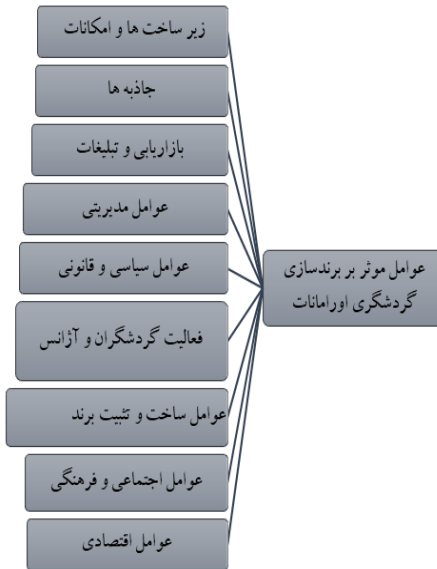 زیر ساخت ها و امکانات
جاذبه ها
بازاریابی و تبلیغات
عوامل مدیریتی
عوامل سیاسی و قانونی
فعالیت گردشگران و آژانس
عوامل ساخت و تثبیت برند
عوامل اجتماعی و فرهنگی
عوامل اقتصادی
عوامل موثر بر برندسازی
گردشگری اورامانات